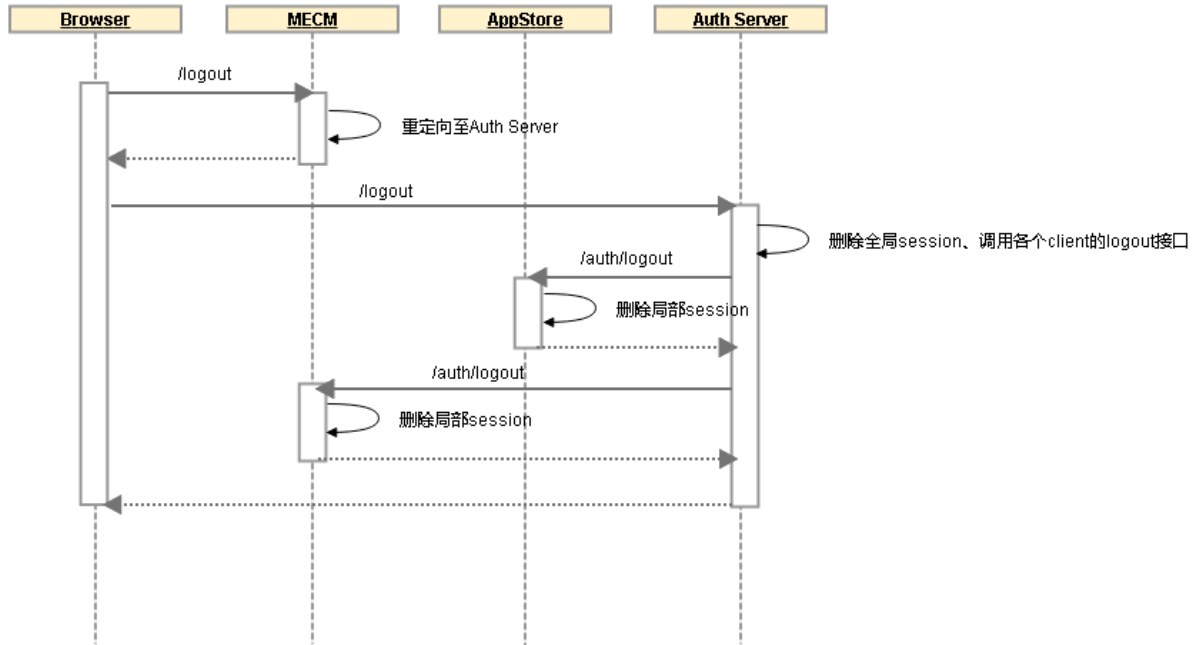 Browser
MECM
AppStore
Auth Server
/logout
重定向至Auth Server
/logout
删除全局session、调用各个client的logout接口
/auth/logout
删除局部session
/auth/logout
删除局部session